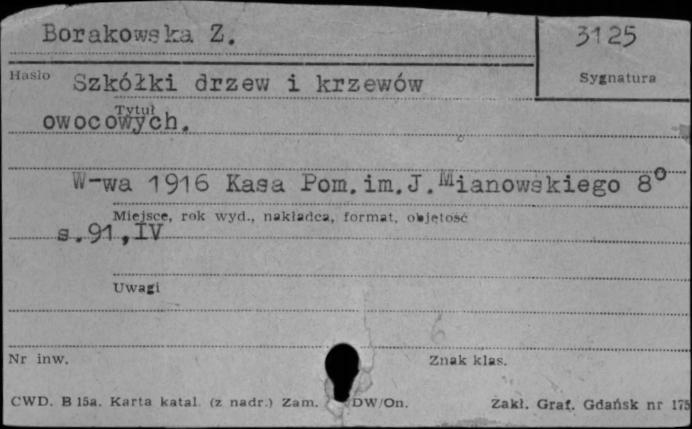 Borakowska Z.
3125
Hasło
Sygnatura
Szkółki drzew i krzewów
Tytuł
owocowych.
W-wa 1916 Kasa Pom.im.J.Mianowskiego 8°
Miejsce, rok wyd., nakładca, format, objętość
s.91,IV
Uwagi
Nr inw.
Znak klas.
CWD. B 15a. Karta katal. (z nadr.) Zam. DW/On.
Zakł. Graf. Gdańsk nr 175